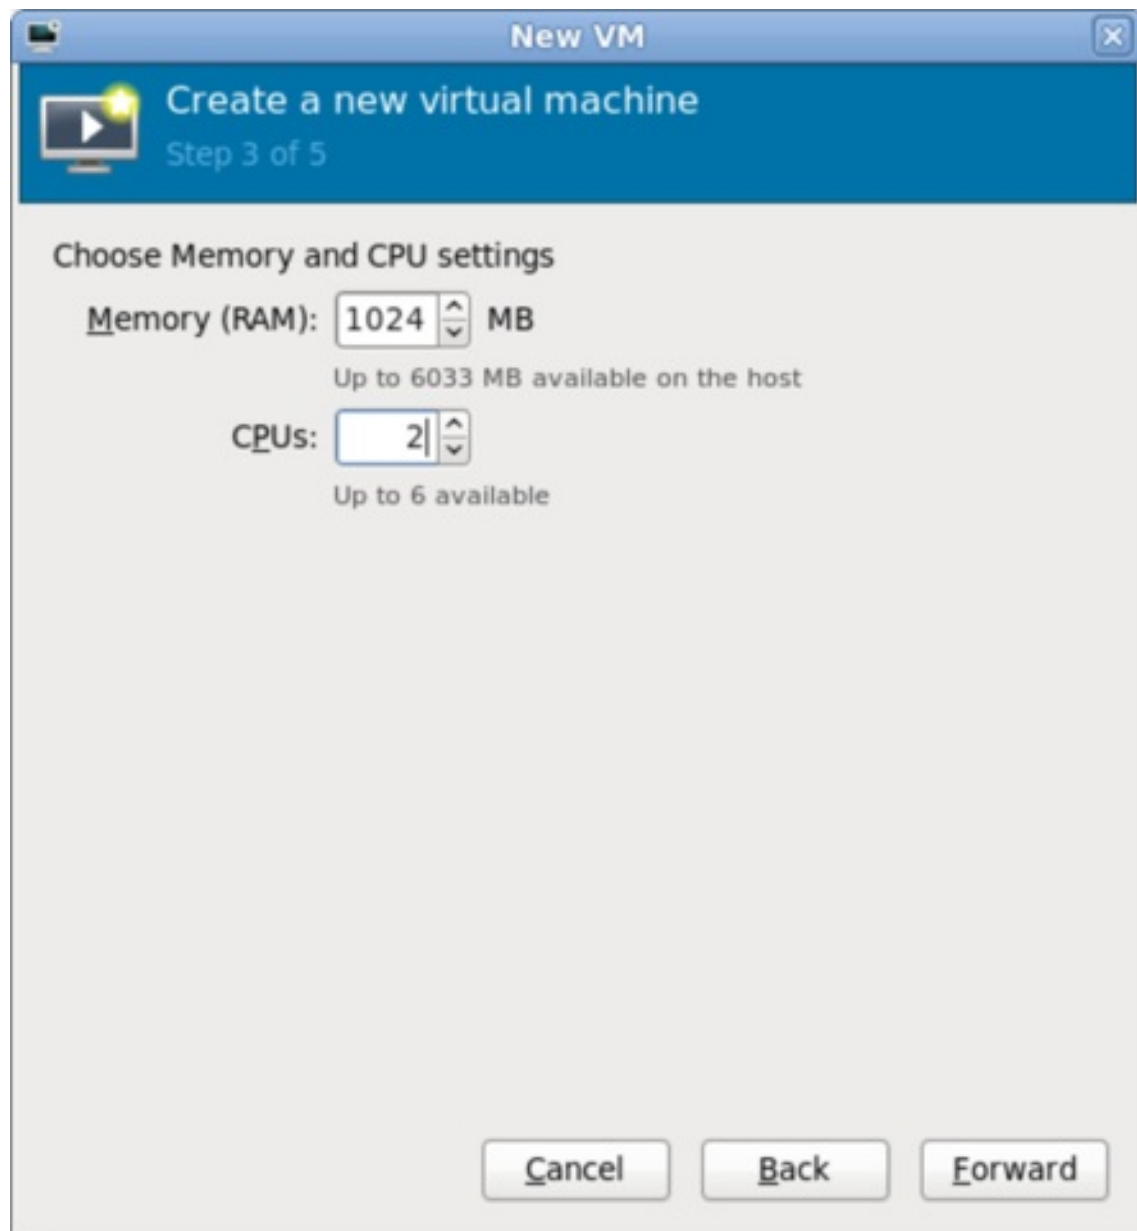 New VM
Create a new virtual machine
Step 3 of 5
Choose Memory and CPU settings
Memory (RAM): 1024 MB
Up to 6033 MB available on the host
CPUs: 2
Up to 6 available
Cancel Back Forward